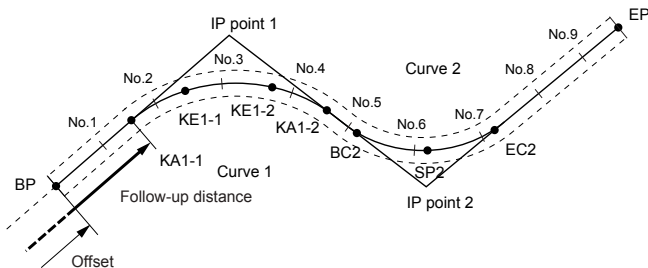 EP
IP point 1
No.9
No.3
No.2
No.4
Curve 2
No.8
No.1
KE1-1
KE1-2
No.5
No.7
No.6
KA1-2
KA1-1
BC2
EC2
Curve 1
SP2
BP
Follow-up distance
IP point 2
Offset